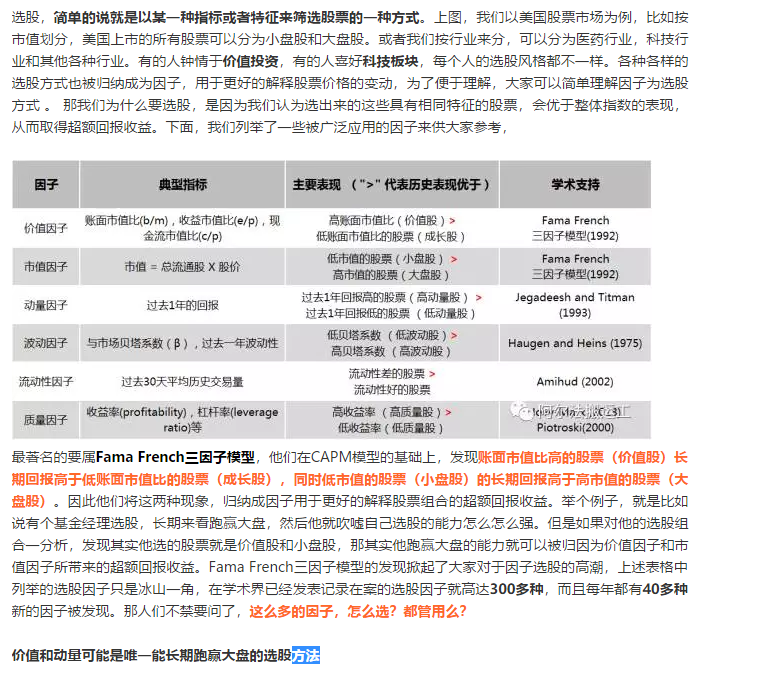 选股，简单的说就是以某一种指标或者特征来筛选股票的一种方式。上图，我们以美国股票市场为例，比如按
市值划分，美国上市的所有股票可以分为小盘股和大盘股。或者我们按行业来分，可以分为医药行业，科技行
业和其他各种行业。有的人钟情于价值投资，有的人喜好科技板块，每个人的选股风格都不一样。各种各样的
选股方式也被归纳成为因子，用于更好的解释股票价格的变动，为了便于理解，大家可以简单理解因子为选股
方式 。 那我们为什么要选股，是因为我们认为选出来的这些具有相同特征的股票，会优于整体指数的表现，
从而取得超额回报收益。下面，我们列举了一些被广泛应用的因子来供大家参考，
因子 典型指标 主要表现 （">" 代表历史表现优于） 学术支持
价值因子 账面市值比(b/m)，收益市值比(e/p)，现 高账面市值比（价值股）> Fama French
金流市值比(c/p) 低账面市值比的股票（成长股） 三因子模型(1992)
市值因子 市值 = 总流通股 X 股价 低市值的股票（小盘股）> Fama French
高市值的股票（大盘股） 三因子模型(1992)
动量因子 过去1年的回报 过去1年回报高的股票（高动量股） > Jegadeesh and Titman
过去1年回报低的股票 （低动量股） (1993)
波动因子 与市场贝塔系数（β），过去一年波动性 低贝塔系数 （低波动股）> Haugen and Heins (1975)
高贝塔系数 （高波动股）
流动性因子 过去30天平均历史交易量 流动性差的股票 > Amihud (2002)
流动性好的股票
质量因子 收益率(profitability)，杠杆率(leverage 高收益率 （高质量股）>
ratio)等 低收益率（低质量股） Piotroski(2000)
阿尔法搬运工
最著名的要属Fama French三因子模型，他们在CAPM模型的基础上，发现账面市值比高的股票（价值股）长
期回报高于低账面市值比的股票（成长股），同时低市值的股票（小盘股）的长期回报高于高市值的股票（大
盘股）。因此他们将这两种现象，归纳成因子用于更好的解释股票组合的超额回报收益。举个例子，就是比如
说有个基金经理选股，长期来看跑赢大盘，然后他就吹嘘自己选股的能力怎么怎么强。但是如果对他的选股组
合一分析，发现其实他选的股票就是价值股和小盘股，那其实他跑赢大盘的能力就可以被归因为价值因子和市
值因子所带来的超额回报收益。Fama French三因子模型的发现掀起了大家对于因子选股的高潮，上述表格中
列举的选股因子只是冰山一角，在学术界已经发表记录在案的选股因子就高达300多种，而且每年都有40多种
新的因子被发现。那人们不禁要问了，这么多的因子，怎么选？都管用么？
价值和动量可能是唯一能长期跑赢大盘的选股方法